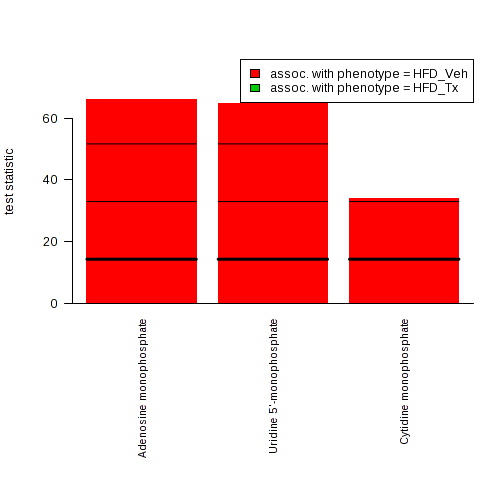 assoc. with phenotype = HFD_Veh
assoc. with phenotype = HFD_Tx
test statistic
60
40
20
0
Adenosine monophosphate
Uridine 5'-monophosphate
Cytidine monophosphate